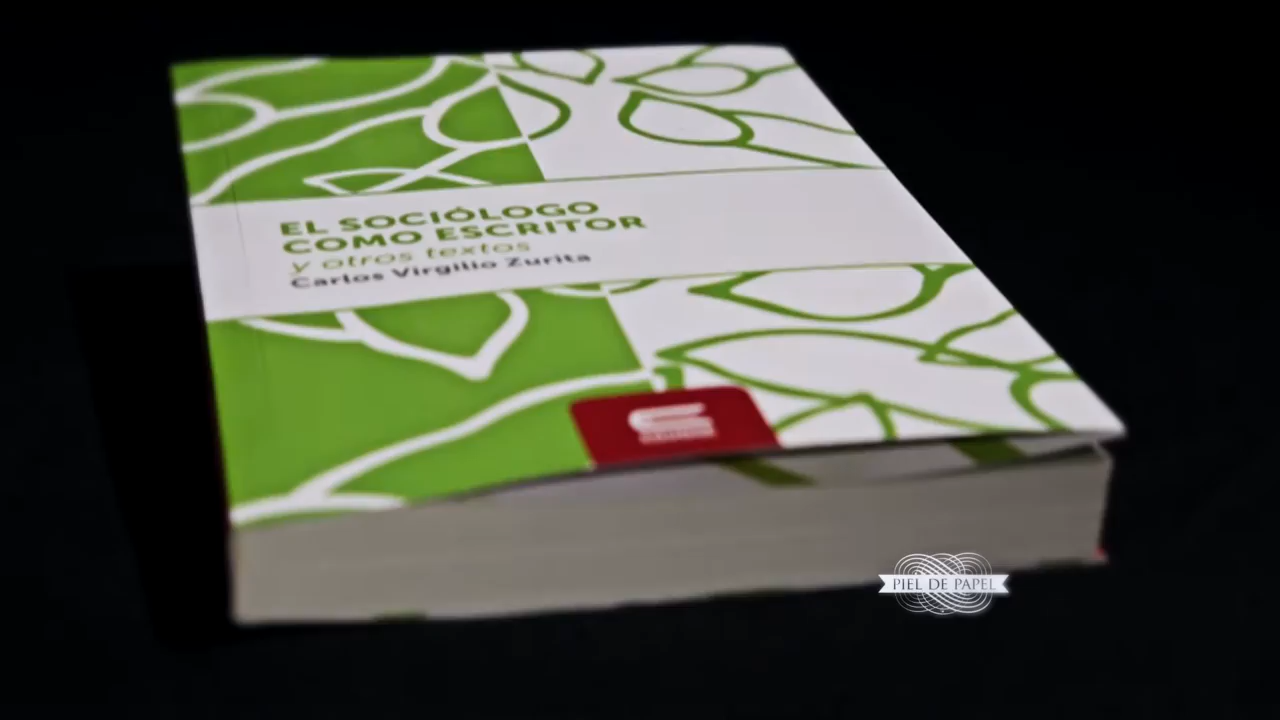 EL SOCIÓLOGO
COMO ESCRITOR
y otros textos
Carlos Virgilio Zurita
PIEL DE PAPEL